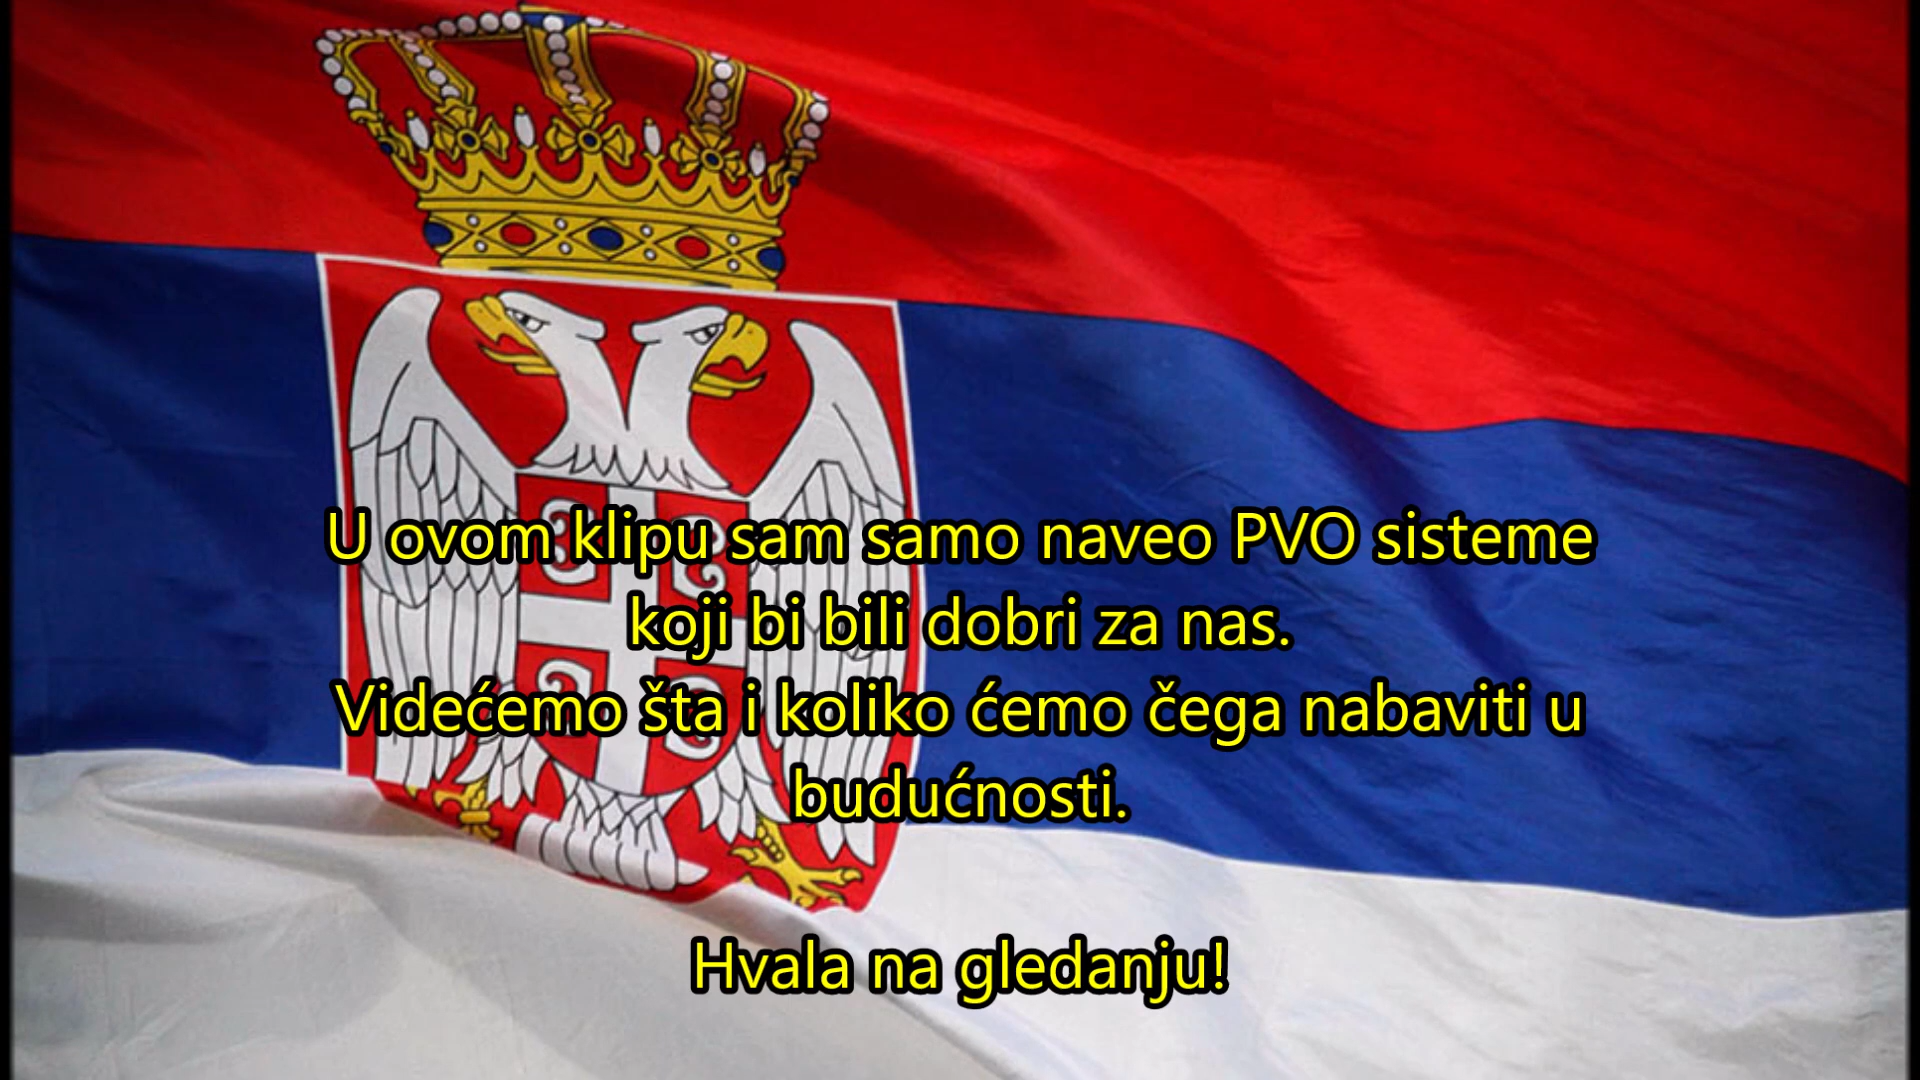 U ovom klipu sam samo naveo PVO sisteme
koji bi bili dobri za nas.
Videćemo šta i koliko ćemo čega nabaviti u
budućnosti.
Hvala na gledanju!